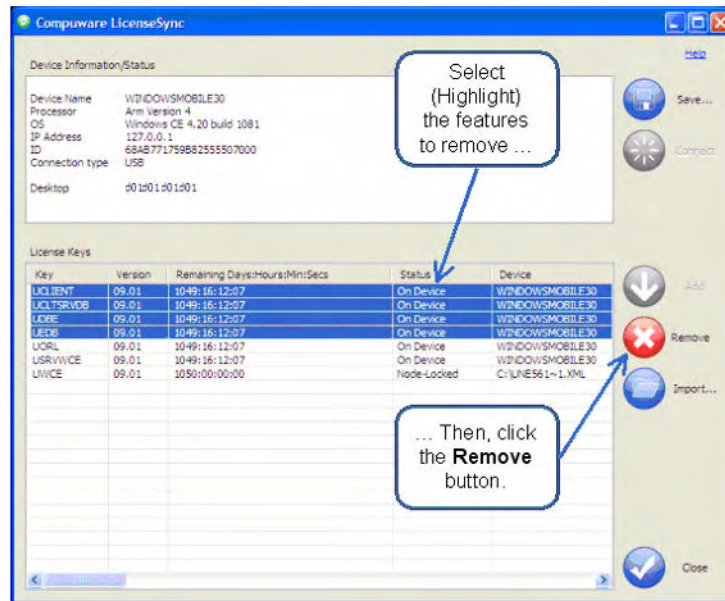 Compuware LicenseSync
Help
Device Information/Status
Device Name WINDOWSMOBILE30
Processor Arm Version 4
OS Windows CE 4.20 build 1081
IP Address 127.0.0.1
ID 68AB771759B82555507000
Connection type USB
Desktop
Select
(Highlight)
the features
to remove ...
Save...
Connect
License Keys
Key Version Remaining Days:Hours:Min:Secs Status Device
UCLIENT 09.01 1049:16:12:07 On Device WINDOWSMOBILE30
UCLTSRVDB 09.01 1049:16:12:07 On Device WINDOWSMOBILE30
UDBE 09.01 1049:16:12:07 On Device WINDOWSMOBILE30
UEDB 09.01 1049:16:12:07 On Device WINDOWSMOBILE30
UORL 09.01 1049:16:12:07 On Device WINDOWSMOBILE30
USRVWCE 09.01 1049:16:12:07 On Device WINDOWSMOBILE30
UWCE 09.01 1050:00:00:00 Node-Locked C:\UNE561~1.XML
Add
Remove
Import...
... Then, click
the Remove
button.
Close